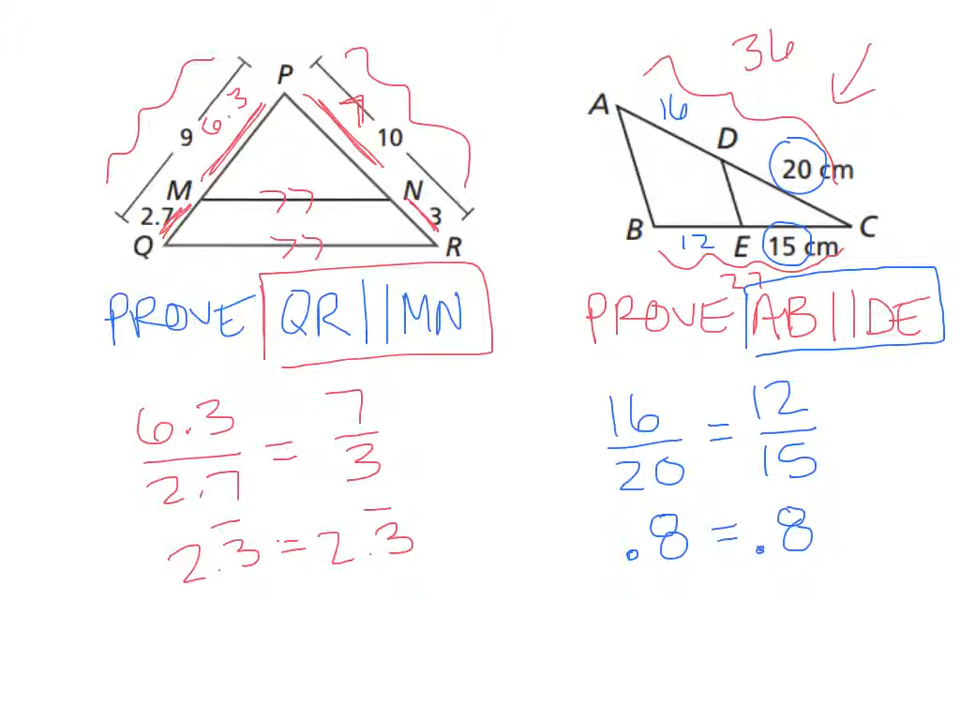 36
P
9
6.3
7
10
M
N
2.7
3
Q
R
A
16
D
20 cm
B
12
E
15 cm
C
27
PROVE QR||MN
6.3/2.7 = 7/3
2.3̅ = 2.3̅
PROVE AB||DE
16/20 = 12/15
.8 = .8